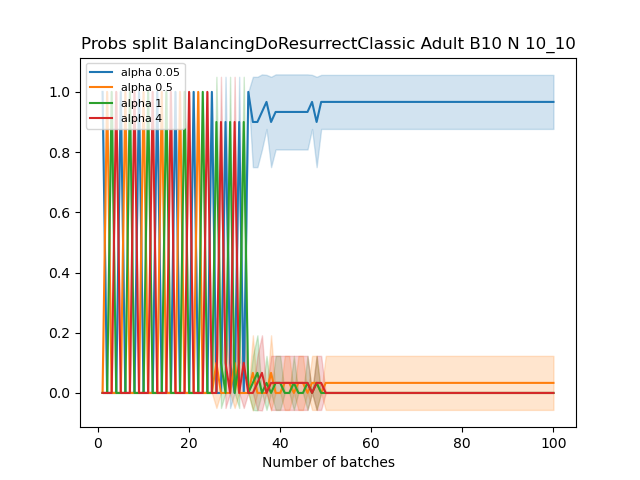 Probs split BalancingDoResurrectClassic Adult B10 N 10_10
alpha 0.05
alpha 0.5
alpha 1
alpha 4
1.0
0.8
0.6
0.4
0.2
0.0
0 20 40 60 80 100
Number of batches